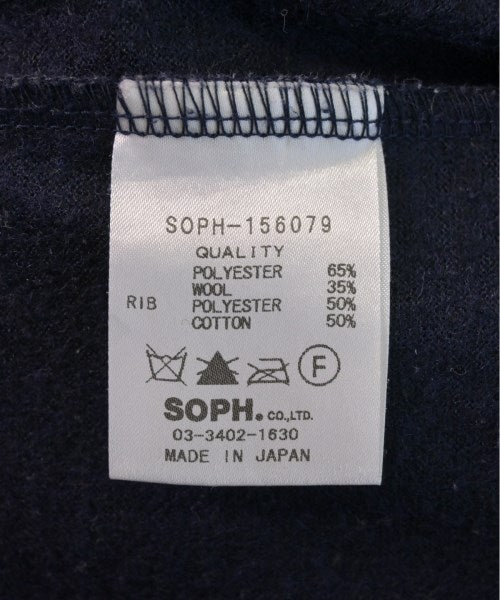 SOPH-156079
QUALITY
POLYESTER 65%
WOOL 35%
RIB POLYESTER 50%
COTTON 50%
F
SOPH. CO.,LTD.
03-3402-1630
MADE IN JAPAN